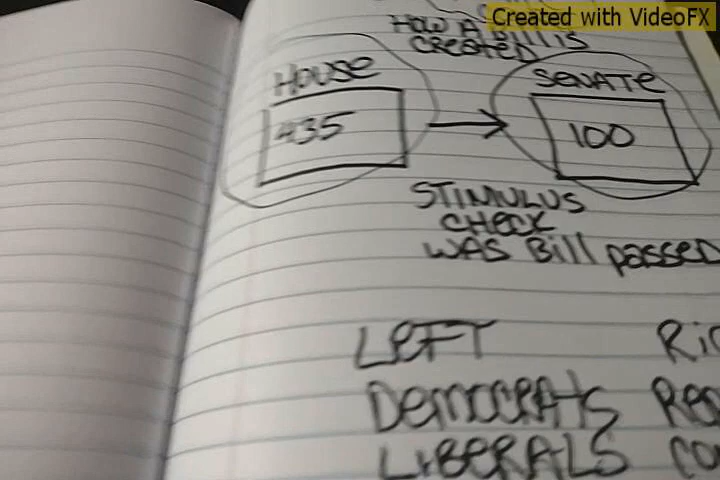 Created with VideoFX
HOW A Bill IS
CREATED
HOUSE
SENATE
435
100
STIMULUS
CHECK
WAS Bill passed
LEFT
DEMOCRATS
LIBERALS